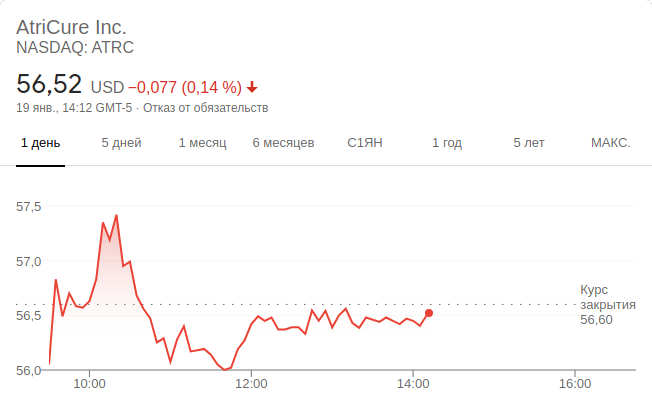 AtriCure Inc.
NASDAQ: ATRC
56,52 USD −0,077 (0,14 %)
19 янв., 14:12 GMT-5 · Отказ от обязательств
1 день 5 дней 1 месяц 6 месяцев С1ЯН 1 год 5 лет МАКС.
57,5
57,0
Курс
закрытия
56,60
56,5
56,0
10:00 12:00 14:00 16:00